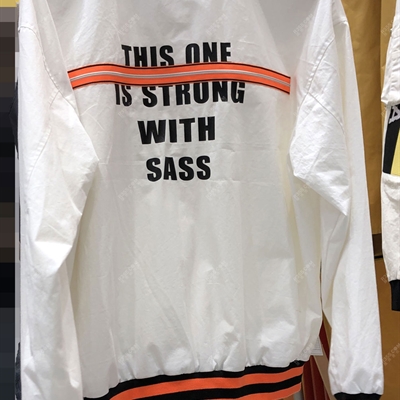 THIS ONE
IS STRONG
WITH
SASS